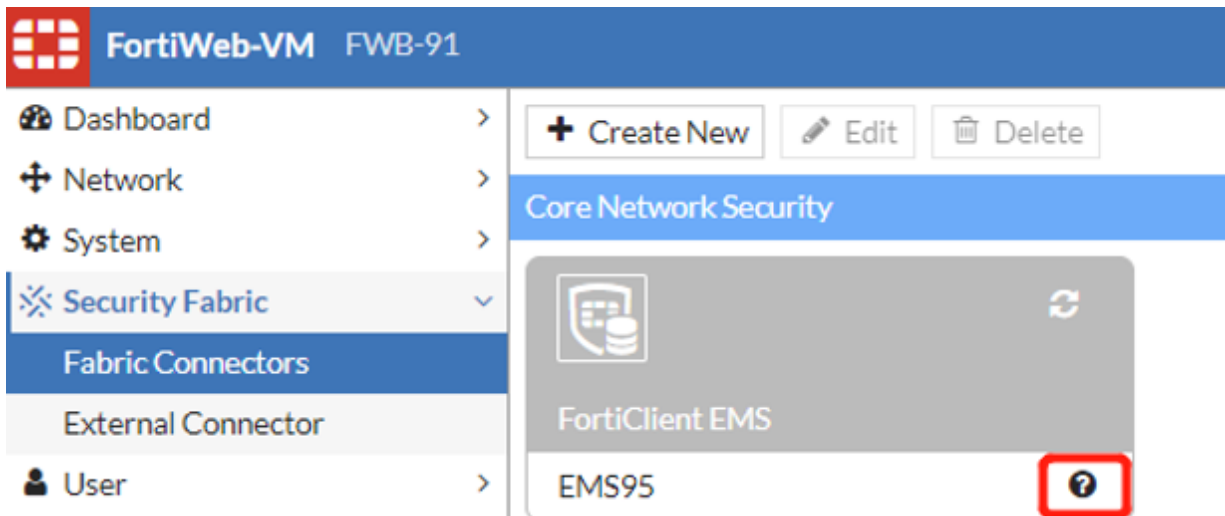 FortiWeb-VM FWB-91
Dashboard
Network
System
Security Fabric
Fabric Connectors
External Connector
User
Create New Edit Delete
Core Network Security
FortiClient EMS
EMS95